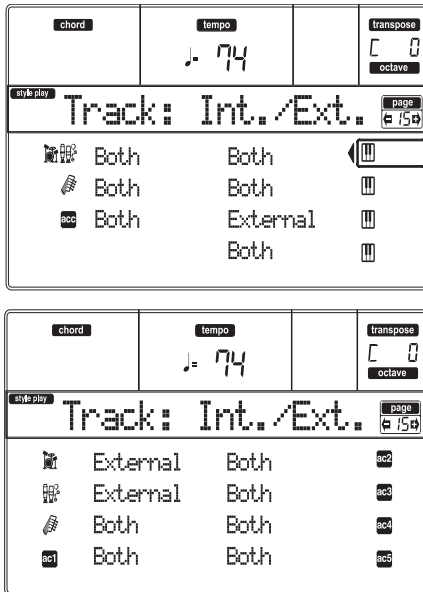 chord tempo transpose
♩= 74 C 0
octave
style play Track: Int./Ext. page 15
Both Both
Both Both
acc Both External
Both
chord tempo transpose
♩= 74 C 0
octave
style play Track: Int./Ext. page 15
External Both ac2
External Both ac3
Both Both ac4
ac1 Both Both ac5